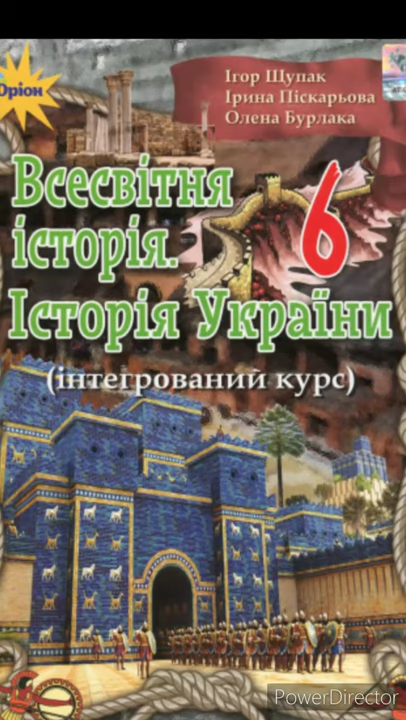 Оріон
Ігор Щупак
Ірина Піскарьова
Олена Бурлака
Всесвітня
історія.
6
Історія України
(інтегрований курс)
PowerDirector